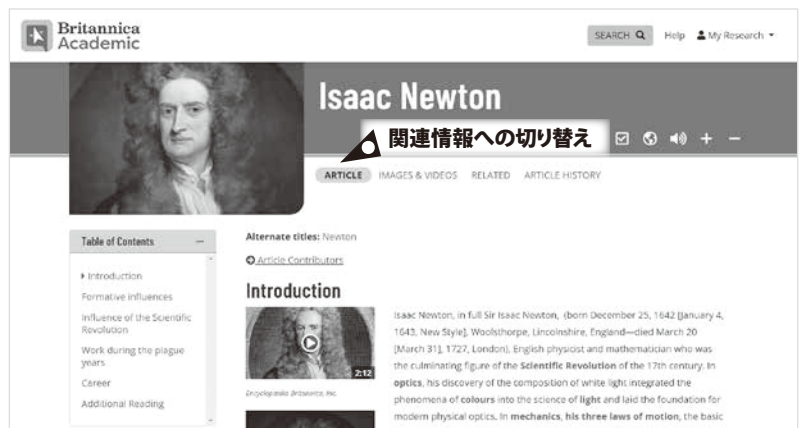 Britannica
Academic
SEARCH
Help
My Research
Isaac Newton
関連情報への切り替え
ARTICLE
IMAGES & VIDEOS
RELATED
ARTICLE HISTORY
Table of Contents
Introduction
Formative influences
Influence of the Scientific
Revolution
Work during the plague
years
Career
Additional Reading
Alternate titles: Newton
Article Contributors
Introduction
2:12
Encyclopædia Britannica, Inc.
Isaac Newton, in full Sir Isaac Newton, (born December 25, 1642 [January 4,
1643, New Style], Woolsthorpe, Lincolnshire, England—died March 20
[March 31], 1727, London), English physicist and mathematician who was
the culminating figure of the Scientific Revolution of the 17th century. In
optics, his discovery of the composition of white light integrated the
phenomena of colours into the science of light and laid the foundation for
modern physical optics. In mechanics, his three laws of motion, the basic